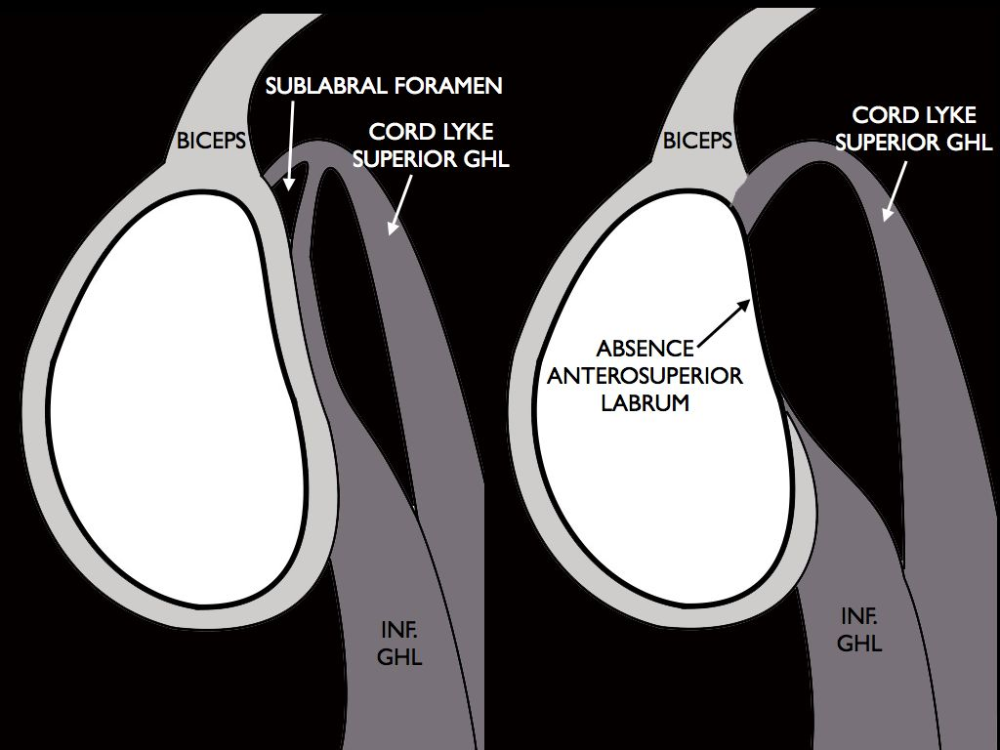 SUBLABRAL FORAMEN
CORD LYKE
SUPERIOR GHL
BICEPS
INF.
GHL
CORD LYKE
SUPERIOR GHL
BICEPS
ABSENCE
ANTEROSUPERIOR
LABRUM
INF.
GHL